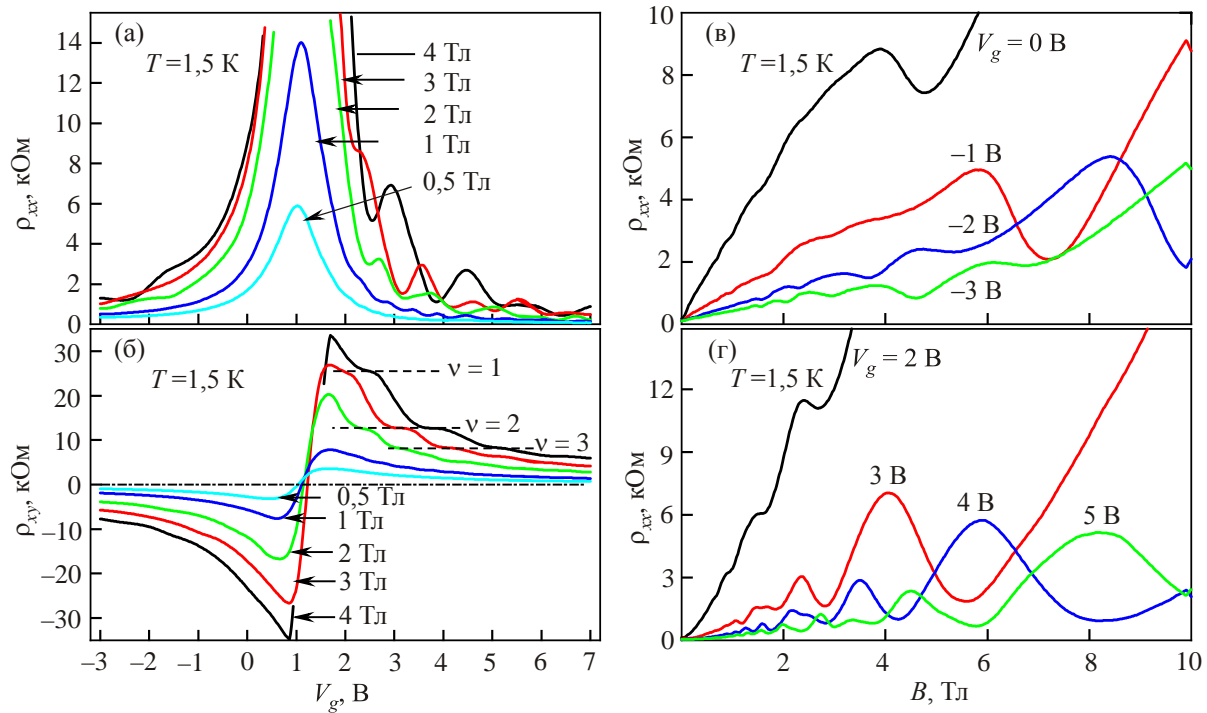 (а)
T =1,5 К
4 Тл
3 Тл
2 Тл
1 Тл
0,5 Тл
14
12
10
8
6
4
2
0
ρxx, кОм
(б)
T =1,5 К
ν = 1
ν = 2
ν = 3
0,5 Тл
1 Тл
2 Тл
3 Тл
4 Тл
30
20
10
0
–10
–20
–30
ρxy, кОм
–3 –2 –1 0 1 2 3 4 5 6 7
Vg, В
(в)
Vg = 0 В
T =1,5 К
–1 В
–2 В
–3 В
10
8
6
4
2
0
ρxx, кОм
(г)
Vg = 2 В
T =1,5 К
3 В
4 В
5 В
12
9
6
3
0
ρxx, кОм
2 4 6 8 10
B, Тл